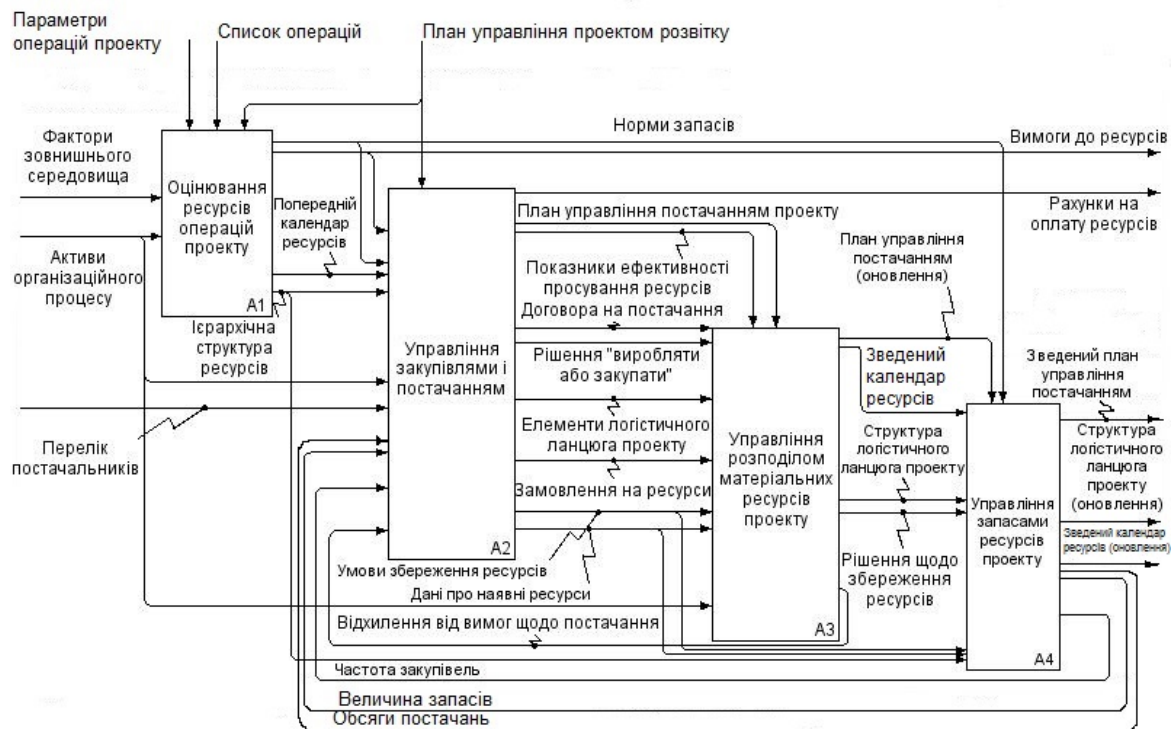 Параметри
операцій проекту
Список операцій
План управління проектом розвітку
Норми запасів
Фактори
зовнишнього
середовища
Вимоги до ресурсів
Оцінювання
ресурсів
операцій
проекту
A1
Попередній
календар
ресурсів
План управління постачанням проекту
Рахунки на
оплату ресурсів
План управління
постачанням
(оновлення)
Активи
організаційного
процесу
Показники ефективності
просування ресурсів
Договора на постачання
Ієрархічна
структура
ресурсів
Управління
закупівлями і
постачанням
A2
Рішення "виробляти
або закупати"
Зведений
календар
ресурсів
Зведений план
управління
постачанням
Елементи логістичного
ланцюга проекту
Перелік
постачальників
Управління
розподілом
матеріальних
ресурсів
проекту
A3
Структура
логістичного
ланцюга проекту
Структура
логістичного
ланцюга
проекту
(оновлення)
Замовлення на ресурси
Управління
запасами
ресурсів
проекту
A4
Зведений календар
ресурсів (оновлення)
Умови збереження ресурсів
Рішення щодо
збереження
ресурсів
Дані про наявні ресурси
Відхилення від вимог щодо постачання
Частота закупівель
Величина запасів
Обсяги постачань